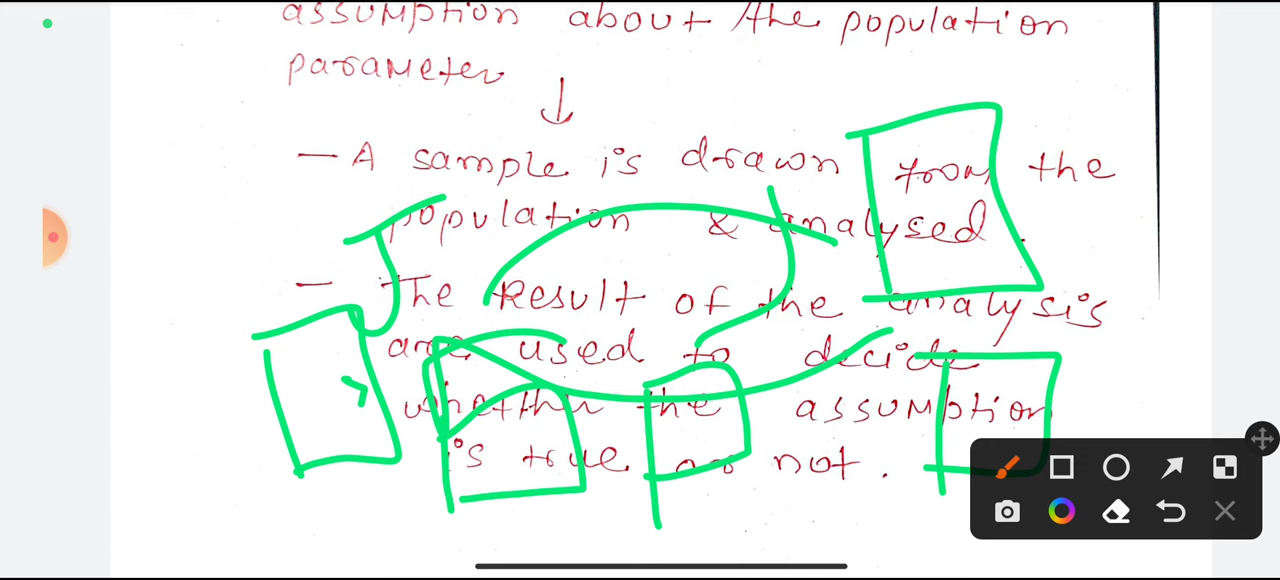 assumption about the population
parameter
↓
— A sample is drawn from the
population & analysed.
— The Result of the analysis
are used to decide
whether the assumption
is true or not.